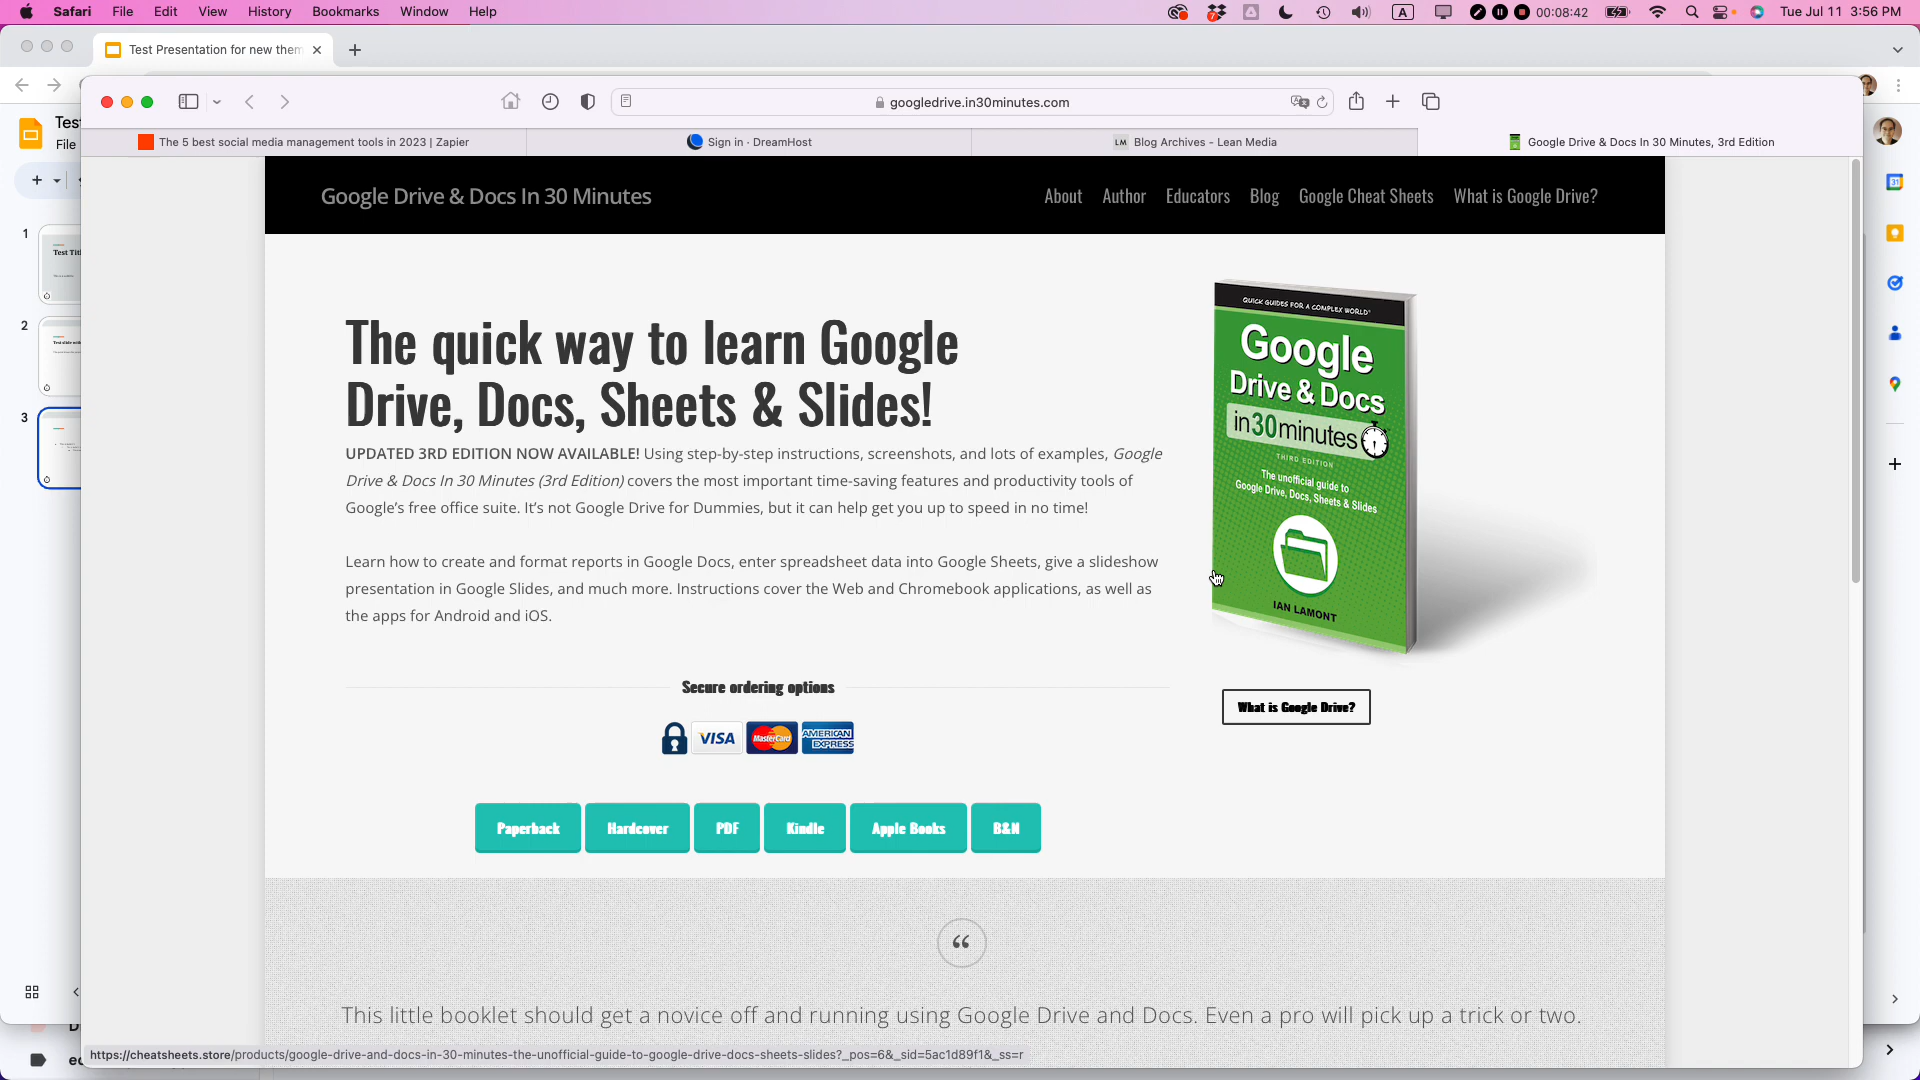 Safari File Edit View History Bookmarks Window Help
7 A 00:08:42 Tue Jul 11 3:56 PM
Test Presentation for new them
googledrive.in30minutes.com
Tes
File
The 5 best social media management tools in 2023 | Zapier
Sign in · DreamHost
LM Blog Archives - Lean Media
Google Drive & Docs In 30 Minutes, 3rd Edition
Google Drive & Docs In 30 Minutes
About Author Educators Blog Google Cheat Sheets What is Google Drive?
1
Test Titl
2
3
31
The quick way to learn Google
Drive, Docs, Sheets & Slides!
UPDATED 3RD EDITION NOW AVAILABLE! Using step-by-step instructions, screenshots, and lots of examples, Google
Drive & Docs In 30 Minutes (3rd Edition) covers the most important time-saving features and productivity tools of
Google's free office suite. It's not Google Drive for Dummies, but it can help get you up to speed in no time!
Learn how to create and format reports in Google Docs, enter spreadsheet data into Google Sheets, give a slideshow
presentation in Google Slides, and much more. Instructions cover the Web and Chromebook applications, as well as
the apps for Android and iOS.
QUICK GUIDES FOR A COMPLEX WORLD®
Google
Drive & Docs
in 30 minutes
THIRD EDITION
The unofficial guide to
Google Drive, Docs, Sheets & Slides
IAN LAMONT
What is Google Drive?
Secure ordering options
VISA MasterCard AMERICAN EXPRESS
Paperback Hardcover PDF Kindle Apple Books B&N
“
This little booklet should get a novice off and running using Google Drive and Docs. Even a pro will pick up a trick or two.
https://cheatsheets.store/products/google-drive-and-docs-in-30-minutes-the-unofficial-guide-to-google-drive-docs-sheets-slides?_pos=6&_sid=5ac1d89f1&_ss=r